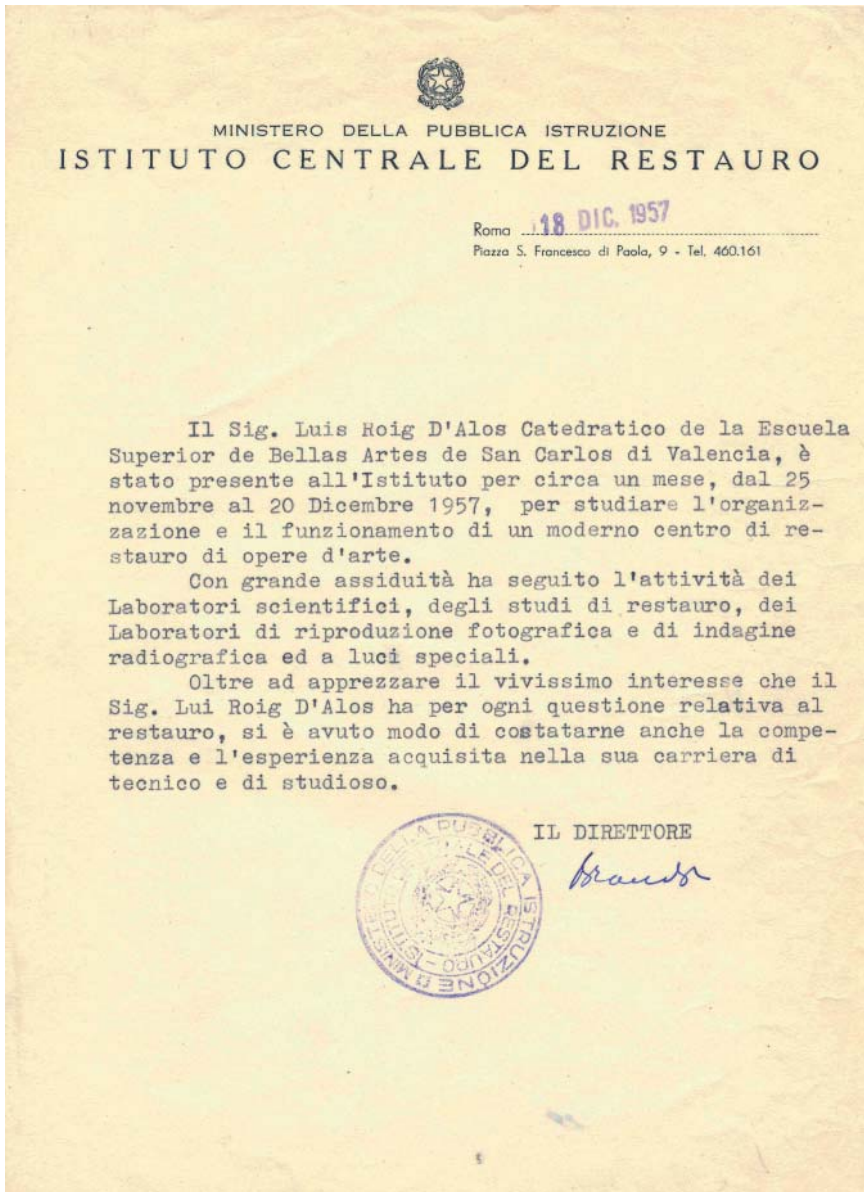 MINISTERO DELLA PUBBLICA ISTRUZIONE
ISTITUTO CENTRALE DEL RESTAURO
Roma 18 DIC. 1957
Piazza S. Francesco di Paola, 9 - Tel. 460.161
Il Sig. Luis Roig D'Alos Catedratico de la Escuela
Superior de Bellas Artes de San Carlos di Valencia, è
stato presente all'Istituto per circa un mese, dal 25
novembre al 20 Dicembre 1957, per studiare l'organiz-
zazione e il funzionamento di un moderno centro di re-
stauro di opere d'arte.
Con grande assiduità ha seguito l'attività dei
Laboratori scientifici, degli studi di restauro, dei
Laboratori di riproduzione fotografica e di indagine
radiografica ed a luci speciali.
Oltre ad apprezzare il vivissimo interesse che il
Sig. Lui Roig D'Alos ha per ogni questione relativa al
restauro, si è avuto modo di costatarne anche la compe-
tenza e l'esperienza acquisita nella sua carriera di
tecnico e di studioso.
IL DIRETTORE
MINISTERO DELLA PUBBLICA ISTRUZIONE
DEL RESTAURO